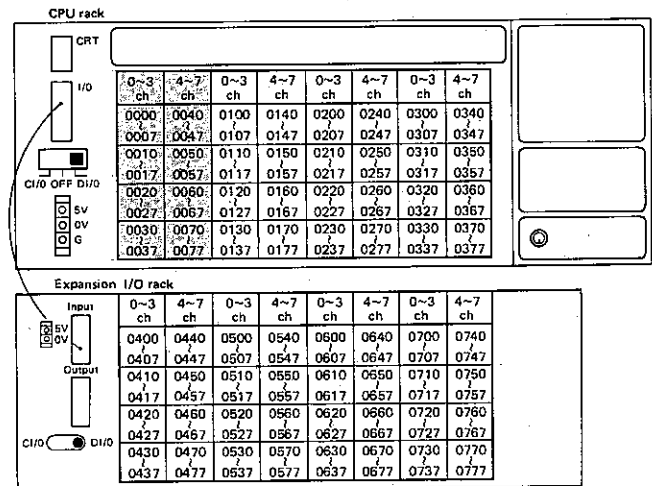 CPU rack
CRT
I/O
0~3 ch 4~7 ch 0~3 ch 4~7 ch 0~3 ch 4~7 ch 0~3 ch 4~7 ch
0000 0040 0100 0140 0200 0240 0300 0340
~ ~ ~ ~ ~ ~ ~ ~
0007 0047 0107 0147 0207 0247 0307 0347
0010 0050 0110 0150 0210 0250 0310 0350
~ ~ ~ ~ ~ ~ ~ ~
0017 0057 0117 0157 0217 0257 0317 0357
0020 0060 0120 0160 0220 0260 0320 0360
~ ~ ~ ~ ~ ~ ~ ~
0027 0067 0127 0167 0227 0267 0327 0367
0030 0070 0130 0170 0230 0270 0330 0370
~ ~ ~ ~ ~ ~ ~ ~
0037 0077 0137 0177 0237 0277 0337 0377
CI/O OFF DI/O
5V
0V
G
Expansion I/O rack
Input
5V
0V
Output
CI/O DI/O
0~3 ch 4~7 ch 0~3 ch 4~7 ch 0~3 ch 4~7 ch 0~3 ch 4~7 ch
0400 0440 0500 0540 0600 0640 0700 0740
~ ~ ~ ~ ~ ~ ~ ~
0407 0447 0507 0547 0607 0647 0707 0747
0410 0450 0510 0550 0610 0650 0710 0750
~ ~ ~ ~ ~ ~ ~ ~
0417 0457 0517 0557 0617 0657 0717 0757
0420 0460 0520 0560 0620 0660 0720 0760
~ ~ ~ ~ ~ ~ ~ ~
0427 0467 0527 0567 0627 0667 0727 0767
0430 0470 0530 0570 0630 0670 0730 0770
~ ~ ~ ~ ~ ~ ~ ~
0437 0477 0537 0577 0637 0677 0737 0777